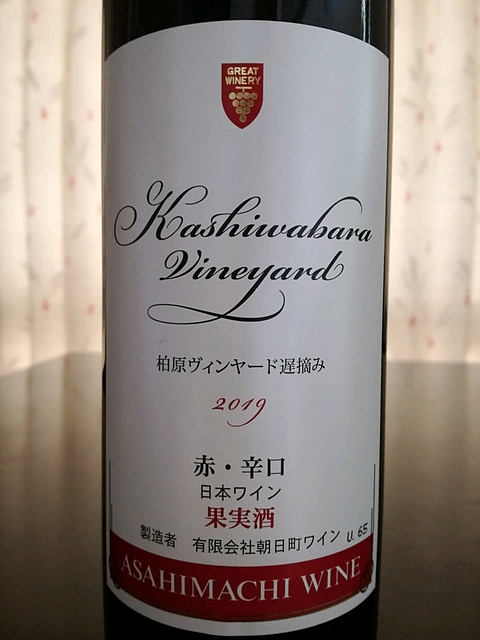 GREAT
WINERY
Kashiwabara
Vineyard
柏原ヴィンヤード遅摘み
2019
赤・辛口
日本ワイン
果実酒
製造者 有限会社朝日町ワイン U. 65
ASAHIMACHI WINE